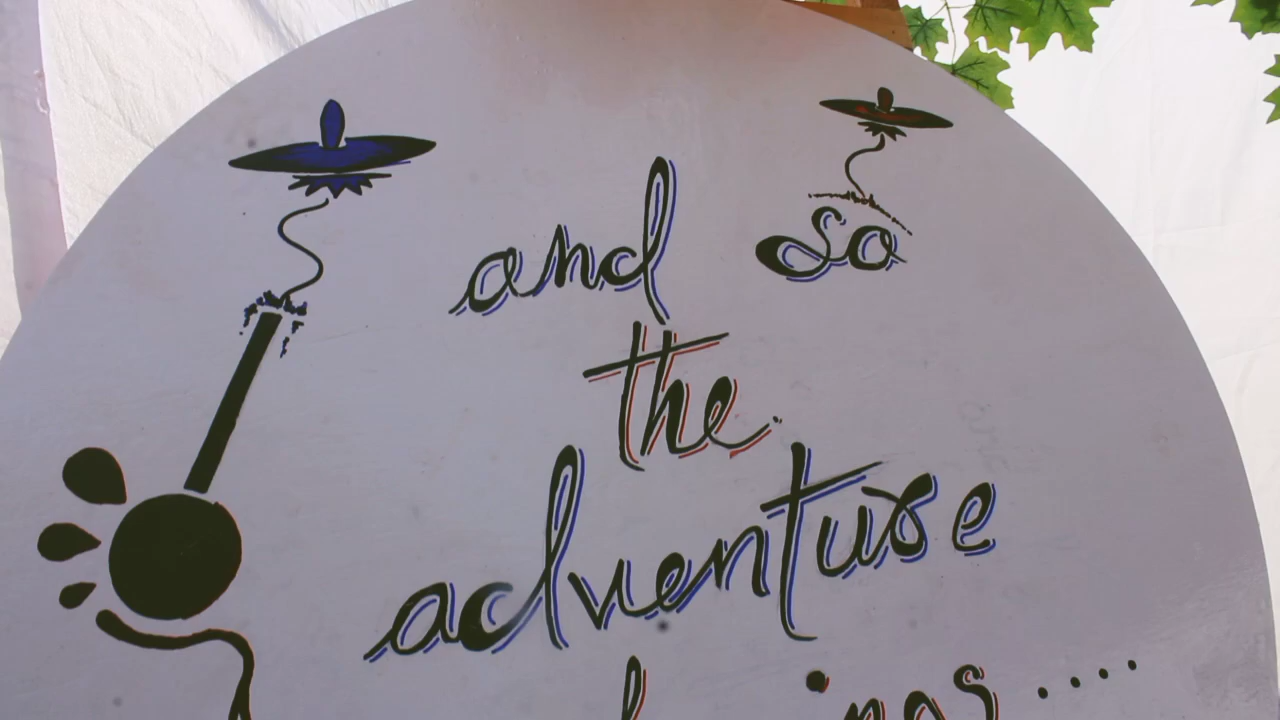 and so
the
adventure